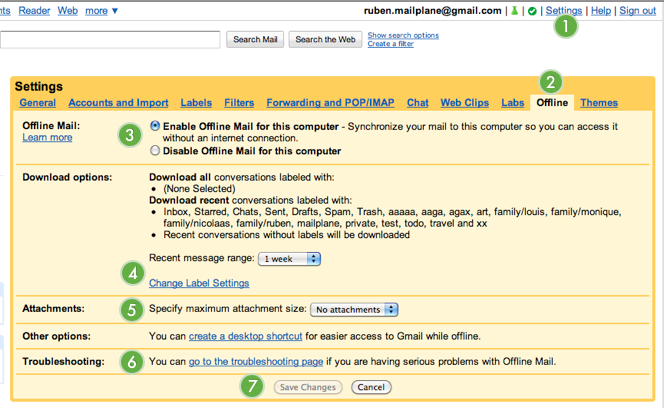 nts Reader Web more ▼
ruben.mailplane@gmail.com | | | Settings | Help | Sign out
1
Search Mail Search the Web Show search options
Create a filter
2
Settings
General Accounts and Import Labels Filters Forwarding and POP/IMAP Chat Web Clips Labs Offline Themes
Offline Mail:
Learn more
3
Enable Offline Mail for this computer - Synchronize your mail to this computer so you can access it
without an internet connection.
Disable Offline Mail for this computer
Download options:
Download all conversations labeled with:
• (None Selected)
Download recent conversations labeled with:
• Inbox, Starred, Chats, Sent, Drafts, Spam, Trash, aaaaa, aaga, agax, art, family/louis, family/monique,
family/nicolaas, family/ruben, mailplane, private, test, todo, travel and xx
• Recent conversations without labels will be downloaded
Recent message range: 1 week
4
Change Label Settings
Attachments:
5
Specify maximum attachment size: No attachments
Other options:
You can create a desktop shortcut for easier access to Gmail while offline.
Troubleshooting:
6
You can go to the troubleshooting page if you are having serious problems with Offline Mail.
7
Save Changes Cancel